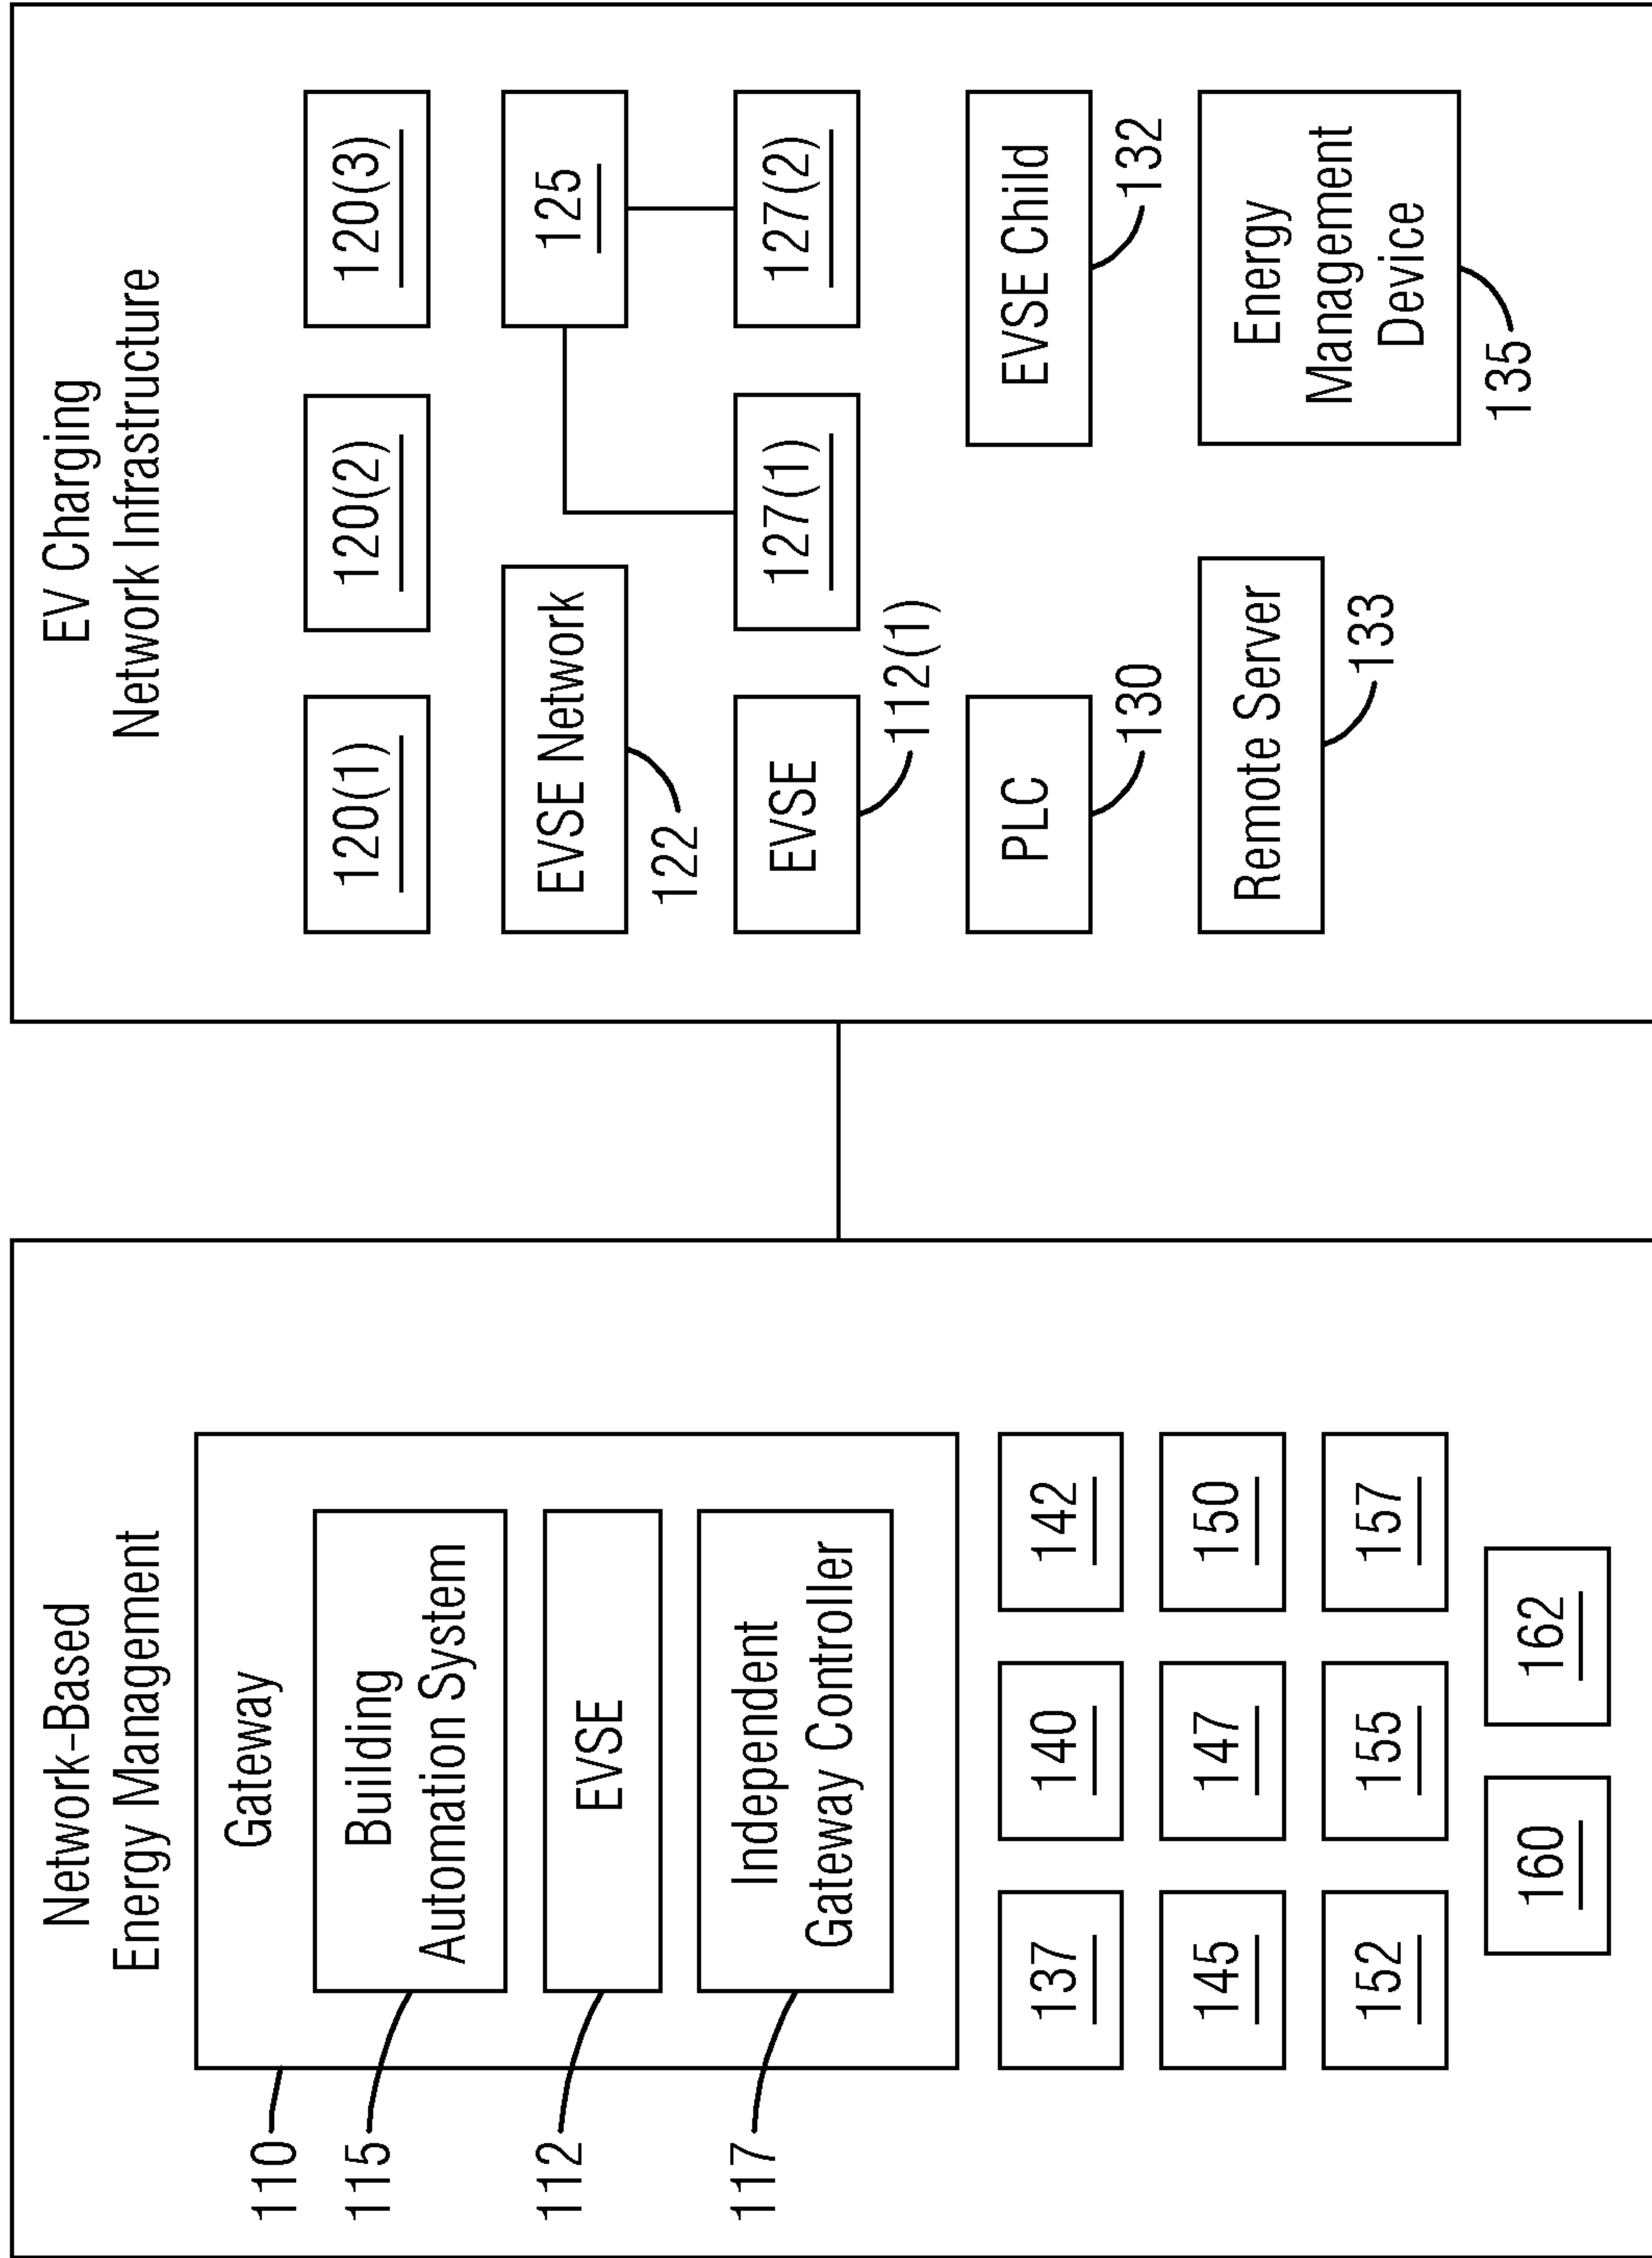 Network-Based
Energy Management
110
Gateway
115
Building
Automation System
112
EVSE
117
Independent
Gateway Controller
137
140
142
145
147
150
152
155
157
160
162
EV Charging
Network Infrastructure
120(1)
120(2)
120(3)
EVSE Network
122
125
EVSE
112(1)
127(1)
127(2)
PLC
130
EVSE Child
132
Remote Server
133
Energy
Management
Device
135